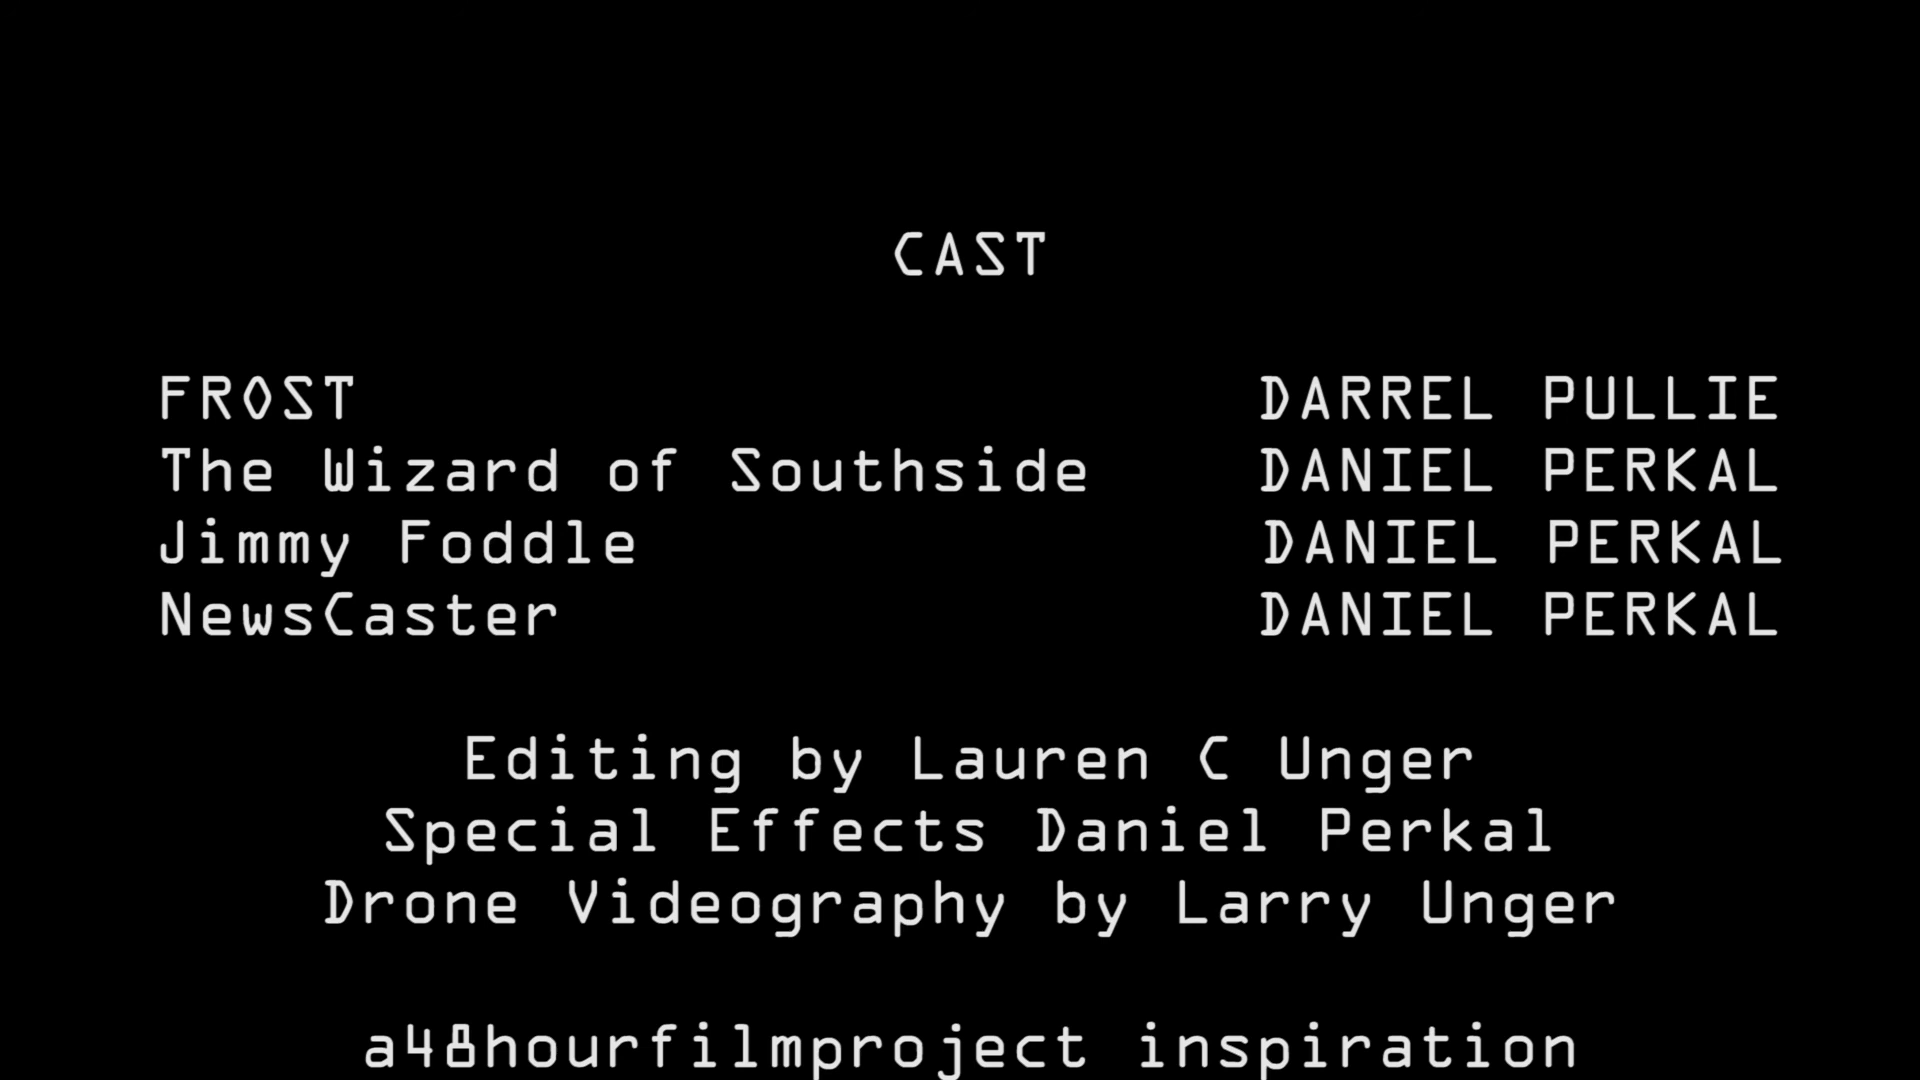 CAST
FROST DARREL PULLIE
The Wizard of Southside DANIEL PERKAL
Jimmy Foddle DANIEL PERKAL
NewsCaster DANIEL PERKAL
Editing by Lauren C Unger
Special Effects Daniel Perkal
Drone Videography by Larry Unger
a48hourfilmproject inspiration